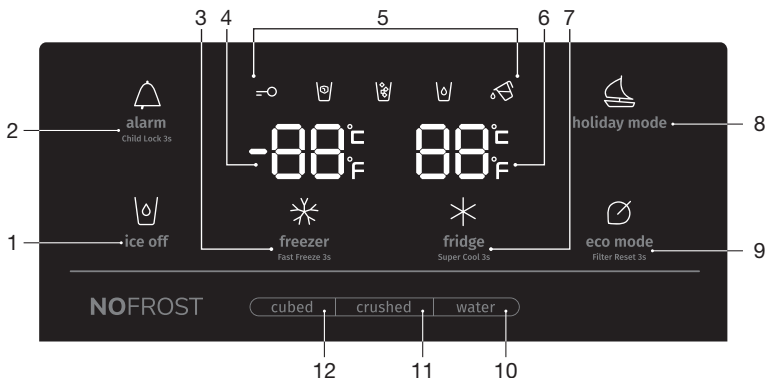 3 4 5 6 7
alarm
Child Lock 3s
2
-88°C°F 88°C°F
holiday mode
8
1
ice off
freezer
Fast Freeze 3s
fridge
Super Cool 3s
eco mode
Filter Reset 3s
9
NOFROST
cubed crushed water
12 11 10